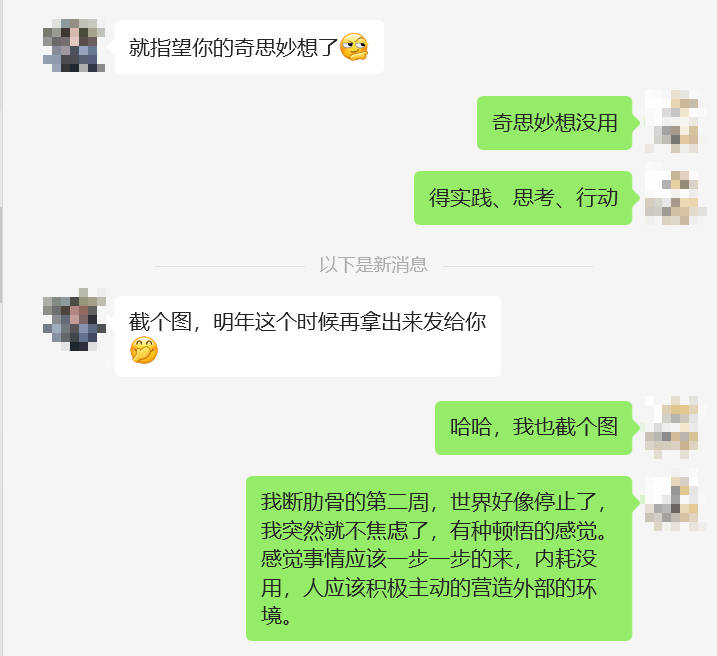 就指望你的奇思妙想了
奇思妙想没用
得实践、思考、行动
以下是新消息
截个图，明年这个时候再拿出来发给你
哈哈，我也截个图
我断肋骨的第二周，世界好像停止了，
我突然就不焦虑了，有种顿悟的感觉。
感觉事情应该一步一步的来，内耗没
用，人应该积极主动的营造外部的环
境。